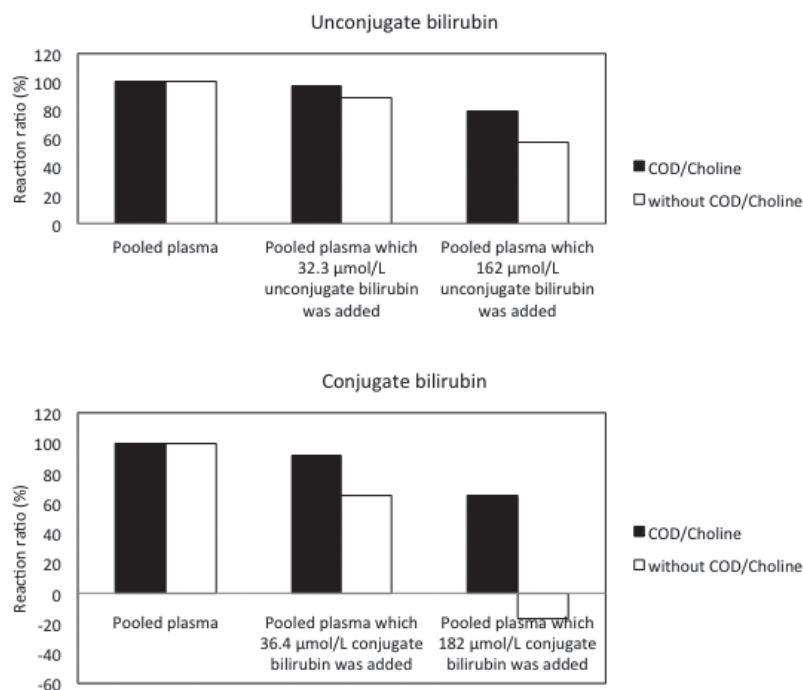 Unconjugate bilirubin
Reaction ratio (%)
120
100
80
60
40
20
0
Pooled plasma
Pooled plasma which
32.3 μmol/L
unconjugate bilirubin
was added
Pooled plasma which
162 μmol/L
unconjugate bilirubin
was added
COD/Choline
without COD/Choline
Conjugate bilirubin
Reaction ratio (%)
120
100
80
60
40
20
0
-20
-40
-60
Pooled plasma
Pooled plasma which
36.4 μmol/L conjugate
bilirubin was added
Pooled plasma which
182 μmol/L conjugate
bilirubin was added
COD/Choline
without COD/Choline